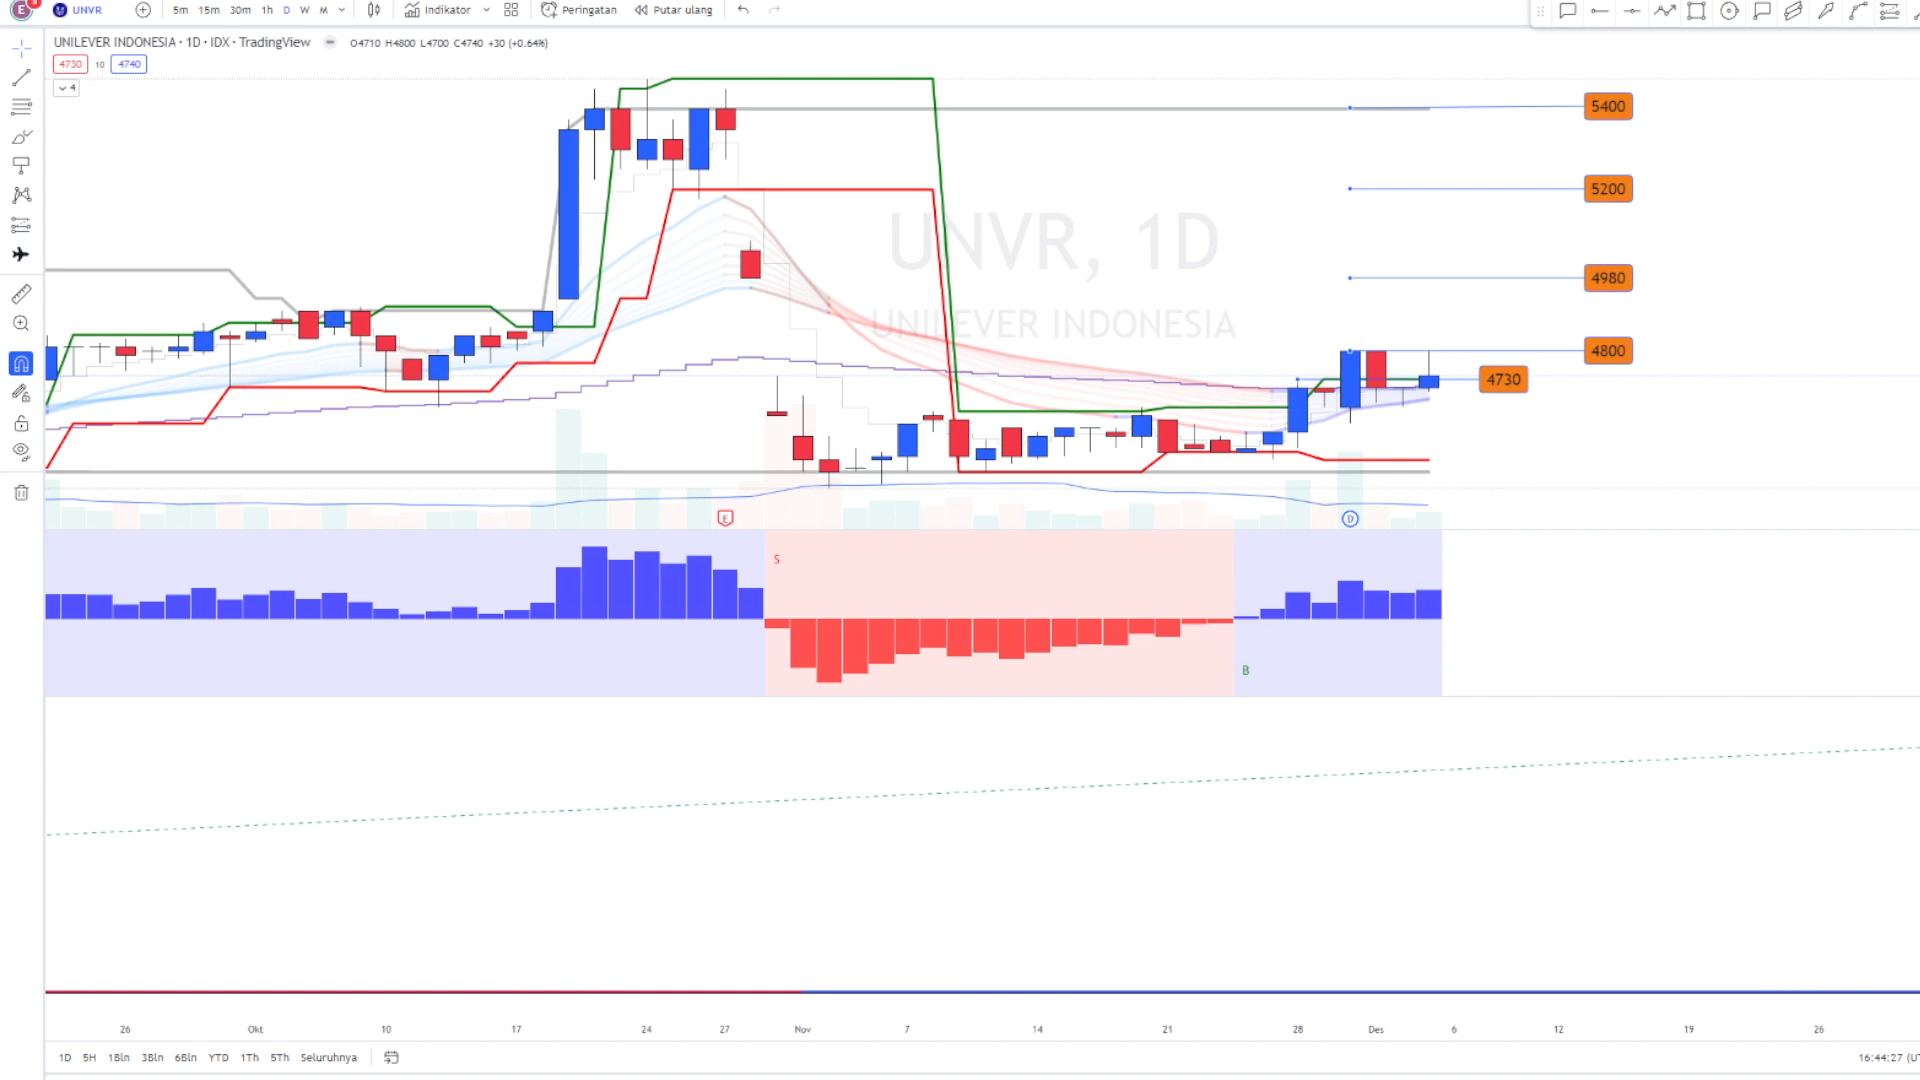 E 5 UNVR 5m 15m 30m 1h D W M Indikator Peringatan Putar ulang
UNILEVER INDONESIA · 1D · IDX · TradingView O4710 H4800 L4700 C4740 +30 (+0.64%)
4730 10 4740
4
5400
5200
UNVR, 1D
4980
UNILEVER INDONESIA
4800
4730
E D
S
B
26 Okt 10 17 24 27 Nov 7 14 21 28 Des 6 12 19 26
1D 5H 1Bln 3Bln 6Bln YTD 1Th 5Th Seluruhnya 16:44:27 (UT